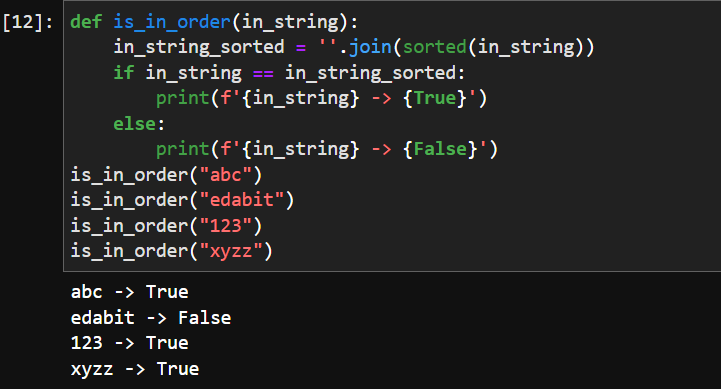 [12]: def is_in_order(in_string):
    in_string_sorted = ''.join(sorted(in_string))
    if in_string == in_string_sorted:
        print(f'{in_string} -> {True}')
    else:
        print(f'{in_string} -> {False}')
is_in_order("abc")
is_in_order("edabit")
is_in_order("123")
is_in_order("xyzz")
abc -> True
edabit -> False
123 -> True
xyzz -> True